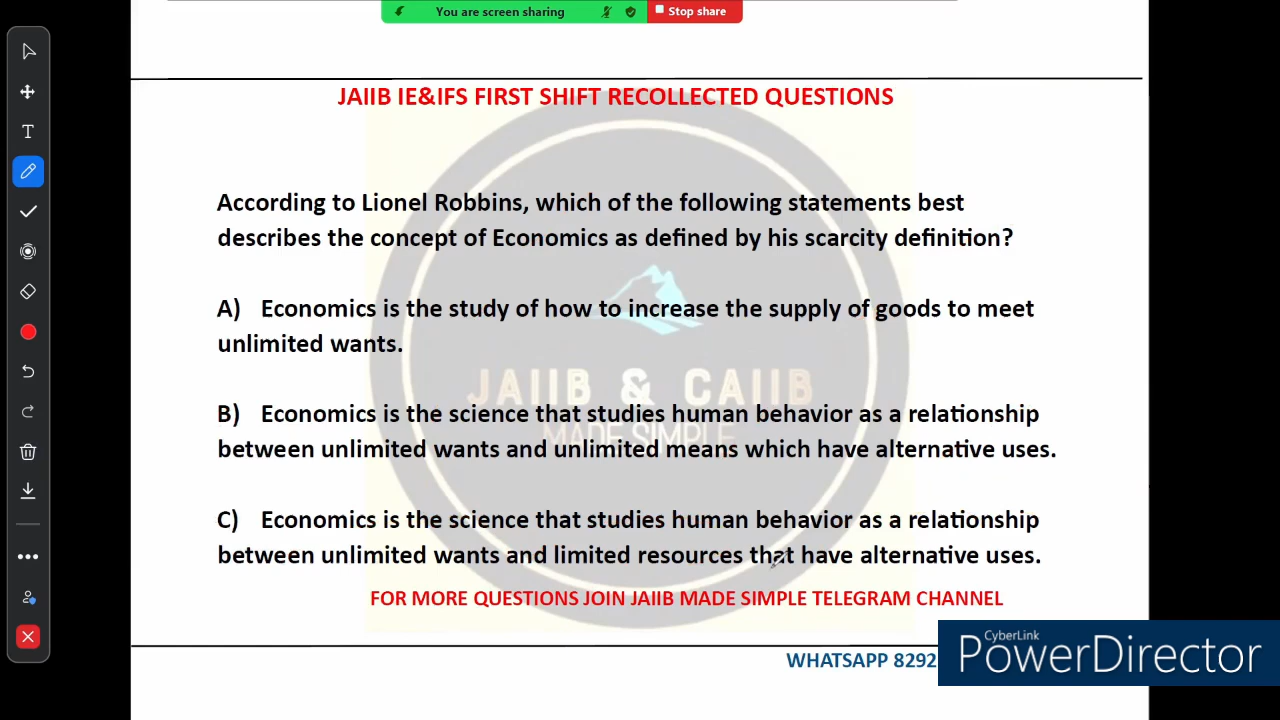 You are screen sharing
Stop share
JAIIB IE&IFS FIRST SHIFT RECOLLECTED QUESTIONS
According to Lionel Robbins, which of the following statements best
describes the concept of Economics as defined by his scarcity definition?
A) Economics is the study of how to increase the supply of goods to meet
unlimited wants.
JAIIB & CAIIB
B) Economics is the science that studies human behavior as a relationship
MADE SIMPLE
between unlimited wants and unlimited means which have alternative uses.
C) Economics is the science that studies human behavior as a relationship
between unlimited wants and limited resources that have alternative uses.
FOR MORE QUESTIONS JOIN JAIIB MADE SIMPLE TELEGRAM CHANNEL
WHATSAPP 8292
CyberLink
PowerDirector
T